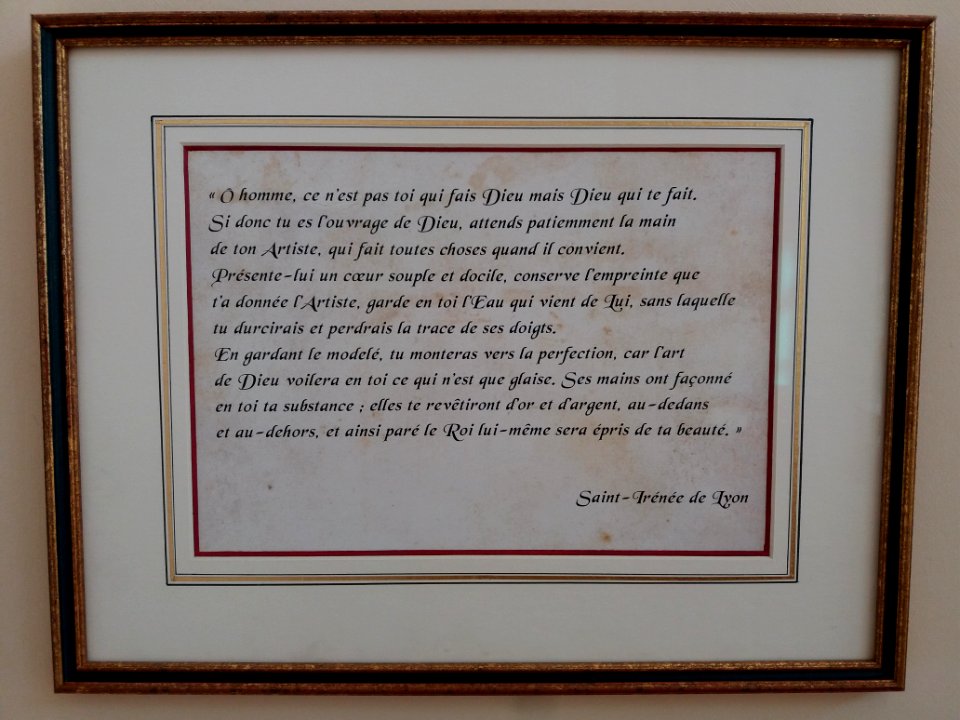 « Ô homme, ce n'est pas toi qui fais Dieu mais Dieu qui te fait.
Si donc tu es l'ouvrage de Dieu, attends patiemment la main
de ton Artiste, qui fait toutes choses quand il convient.
Présente-lui un cœur souple et docile, conserve l'empreinte que
t'a donnée l'Artiste, garde en toi l'Eau qui vient de Lui, sans laquelle
tu durcirais et perdrais la trace de ses doigts.
En gardant le modelé, tu monteras vers la perfection, car l'art
de Dieu voilera en toi ce qui n'est que glaise. Ses mains ont façonné
en toi ta substance ; elles te revêtiront d'or et d'argent, au-dedans
et au-dehors, et ainsi paré le Roi lui-même sera épris de ta beauté. »
Saint-Irénée de Lyon